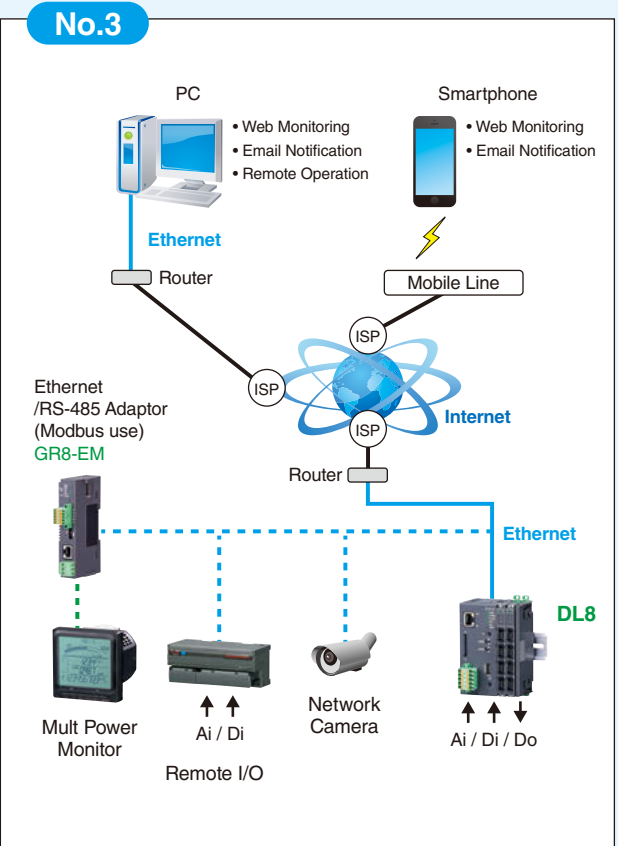 No.3
PC
• Web Monitoring
• Email Notification
• Remote Operation
Smartphone
• Web Monitoring
• Email Notification
Ethernet
Router
Mobile Line
ISP
ISP
Internet
ISP
Ethernet
/RS-485 Adaptor
(Modbus use)
GR8-EM
Router
Ethernet
DL8
Mult Power
Monitor
Ai / Di
Remote I/O
Network
Camera
Ai / Di / Do